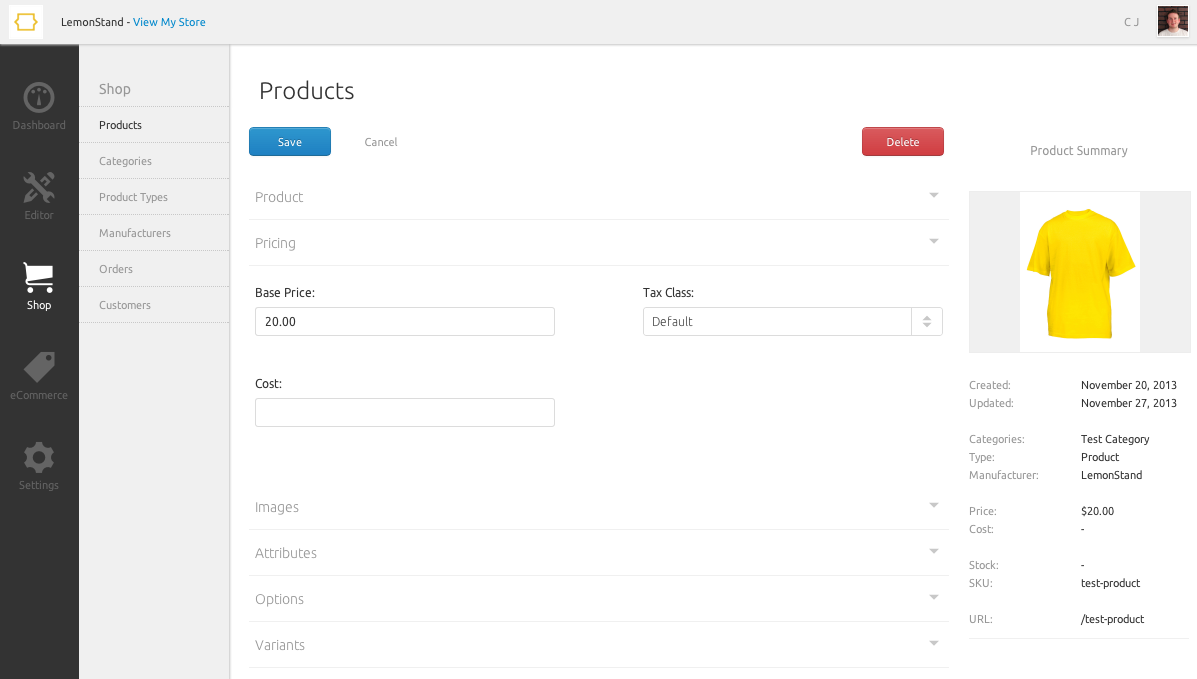 LemonStand - View My Store
C J
Dashboard
Editor
Shop
eCommerce
Settings
Shop
Products
Categories
Product Types
Manufacturers
Orders
Customers
Products
Save
Cancel
Delete
Product
Pricing
Base Price:
20.00
Tax Class:
Default
Cost:
Images
Attributes
Options
Variants
Product Summary
Created: November 20, 2013
Updated: November 27, 2013
Categories: Test Category
Type: Product
Manufacturer: LemonStand
Price: $20.00
Cost: -
Stock: -
SKU: test-product
URL: /test-product